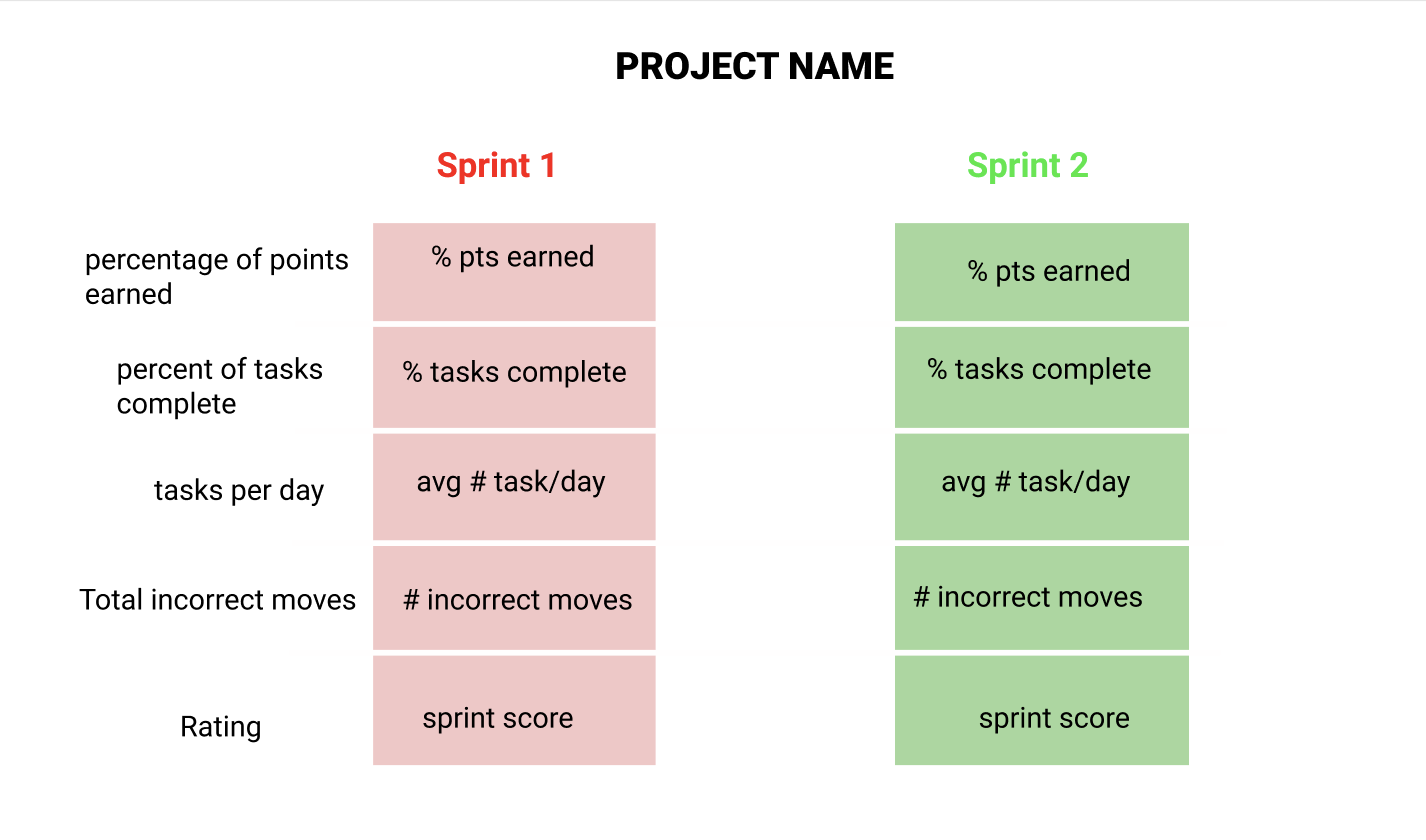 PROJECT NAME
Sprint 1
Sprint 2
percentage of points
earned
% pts earned
% pts earned
percent of tasks
complete
% tasks complete
% tasks complete
tasks per day
avg # task/day
avg # task/day
Total incorrect moves
# incorrect moves
# incorrect moves
Rating
sprint score
sprint score